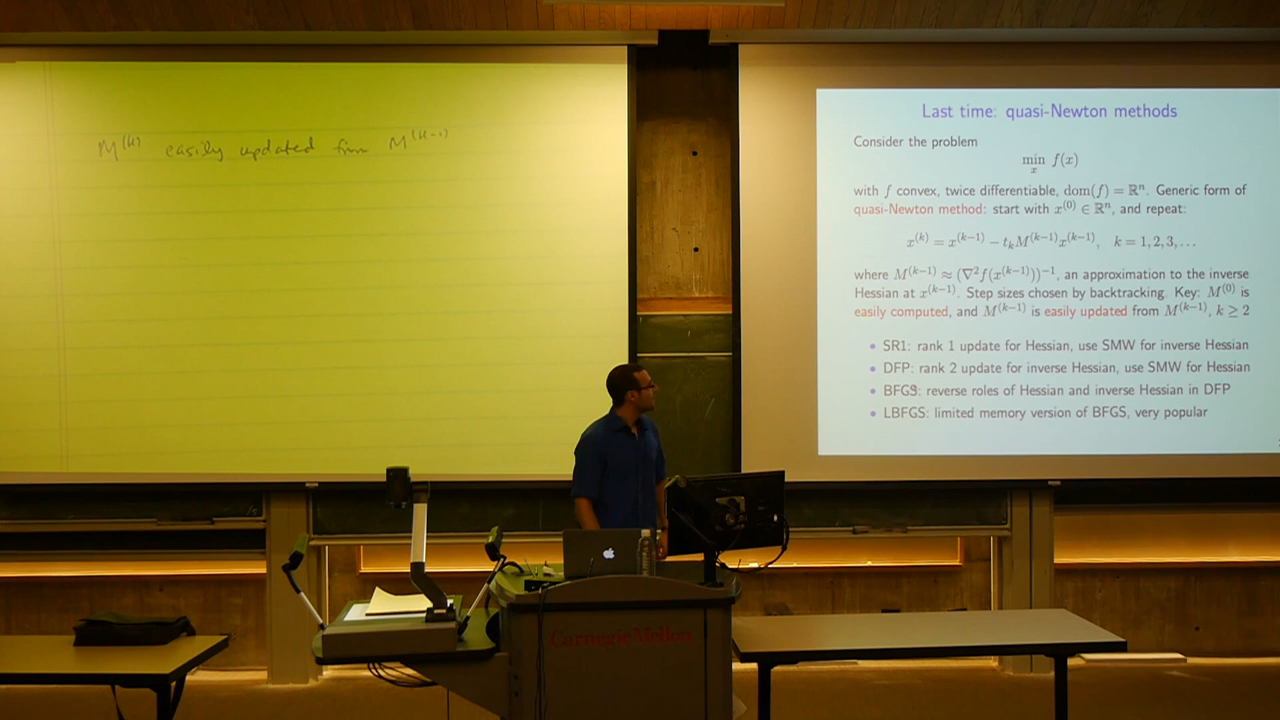 M^(k) easily updated from M^(k-1)
Last time: quasi-Newton methods
Consider the problem
min_x f(x)
with f convex, twice differentiable, dom(f) = ℝ^n. Generic form of
quasi-Newton method: start with x^(0) ∈ ℝ^n, and repeat:
x^(k) = x^(k−1) − t_k M^(k−1) x^(k−1), k = 1, 2, 3, . . .
where M^(k−1) ≈ (∇²f(x^(k−1)))^−1, an approximation to the inverse
Hessian at x^(k−1). Step sizes chosen by backtracking. Key: M^(0) is
easily computed, and M^(k−1) is easily updated from M^(k−1), k ≥ 2
• SR1: rank 1 update for Hessian, use SMW for inverse Hessian
• DFP: rank 2 update for inverse Hessian, use SMW for Hessian
• BFGS: reverse roles of Hessian and inverse Hessian in DFP
• LBFGS: limited memory version of BFGS, very popular
Carnegie Mellon